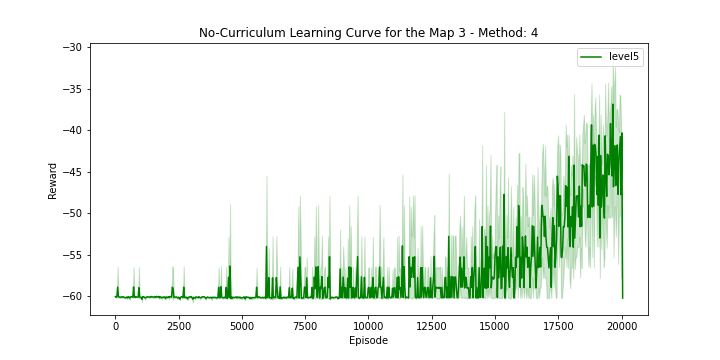 No-Curriculum Learning Curve for the Map 3 - Method: 4
level5
Reward
−30
−35
−40
−45
−50
−55
−60
0 2500 5000 7500 10000 12500 15000 17500 20000
Episode